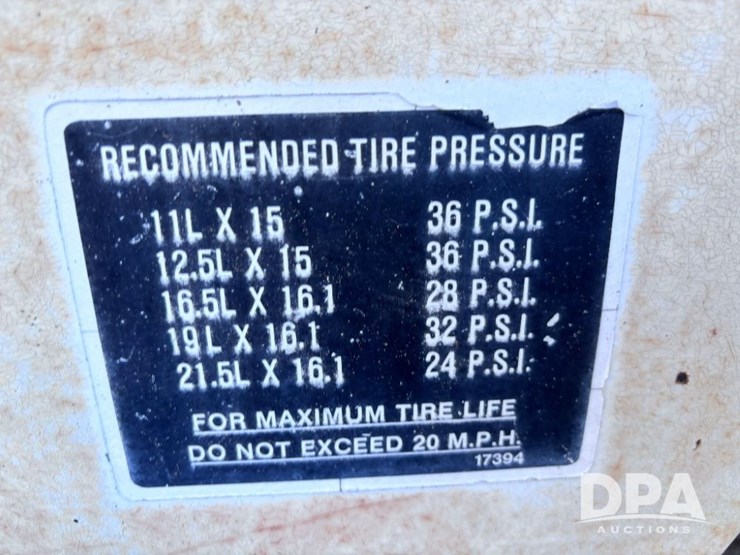 RECOMMENDED TIRE PRESSURE
11L X 15 36 P.S.I.
12.5L X 15 36 P.S.I.
16.5L X 16.1 28 P.S.I.
19L X 16.1 32 P.S.I.
21.5L X 16.1 24 P.S.I.
FOR MAXIMUM TIRE LIFE
DO NOT EXCEED 20 M.P.H.
17394
DPA
AUCTIONS